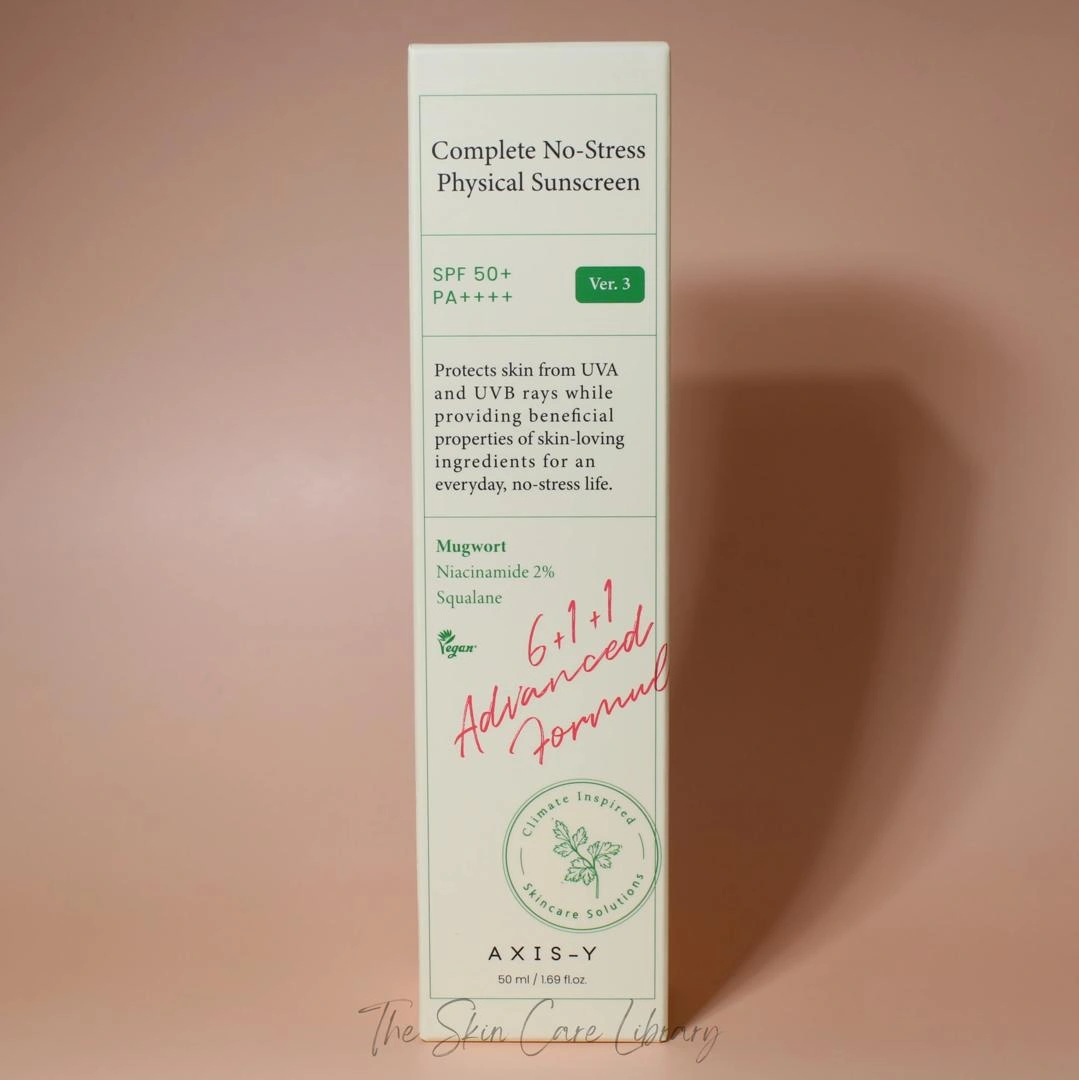 Complete No-Stress
Physical Sunscreen
SPF 50+
PA++++
Ver. 3
Protects skin from UVA
and UVB rays while
providing beneficial
properties of skin-loving
ingredients for an
everyday, no-stress life.
Mugwort
Niacinamide 2%
Squalane
Vegan
6+1+1
Advanced
Formul
Climate Inspired
Skincare Solutions
AXIS-Y
50 ml / 1.69 fl.oz.
The Skin Care Library